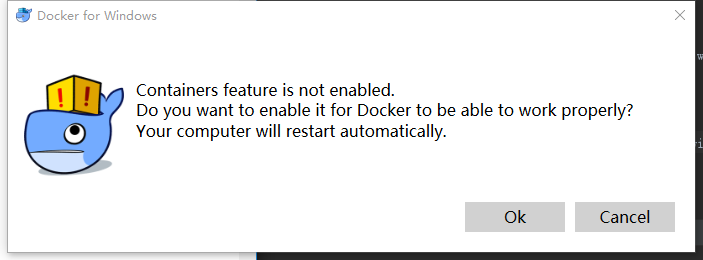 Docker for Windows
Containers feature is not enabled.
Do you want to enable it for Docker to be able to work properly?
Your computer will restart automatically.
Ok
Cancel